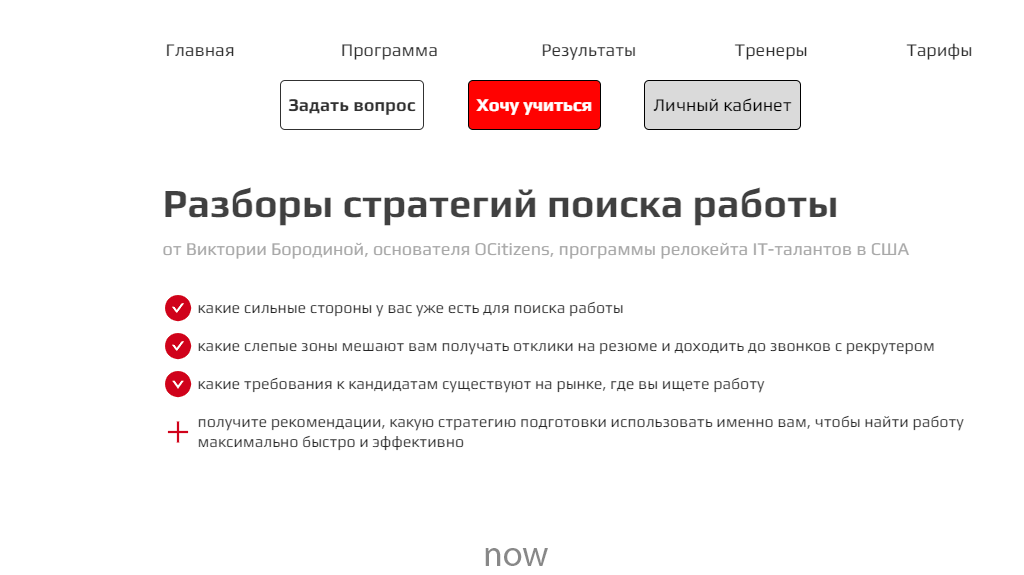 Главная Программа Результаты Тренеры Тарифы
Задать вопрос Хочу учиться Личный кабинет
Разборы стратегий поиска работы
от Виктории Бородиной, основателя OCitizens, программы релокейта IT-талантов в США
какие сильные стороны у вас уже есть для поиска работы
какие слепые зоны мешают вам получать отклики на резюме и доходить до звонков с рекрутером
какие требования к кандидатам существуют на рынке, где вы ищете работу
получите рекомендации, какую стратегию подготовки использовать именно вам, чтобы найти работу
максимально быстро и эффективно
now